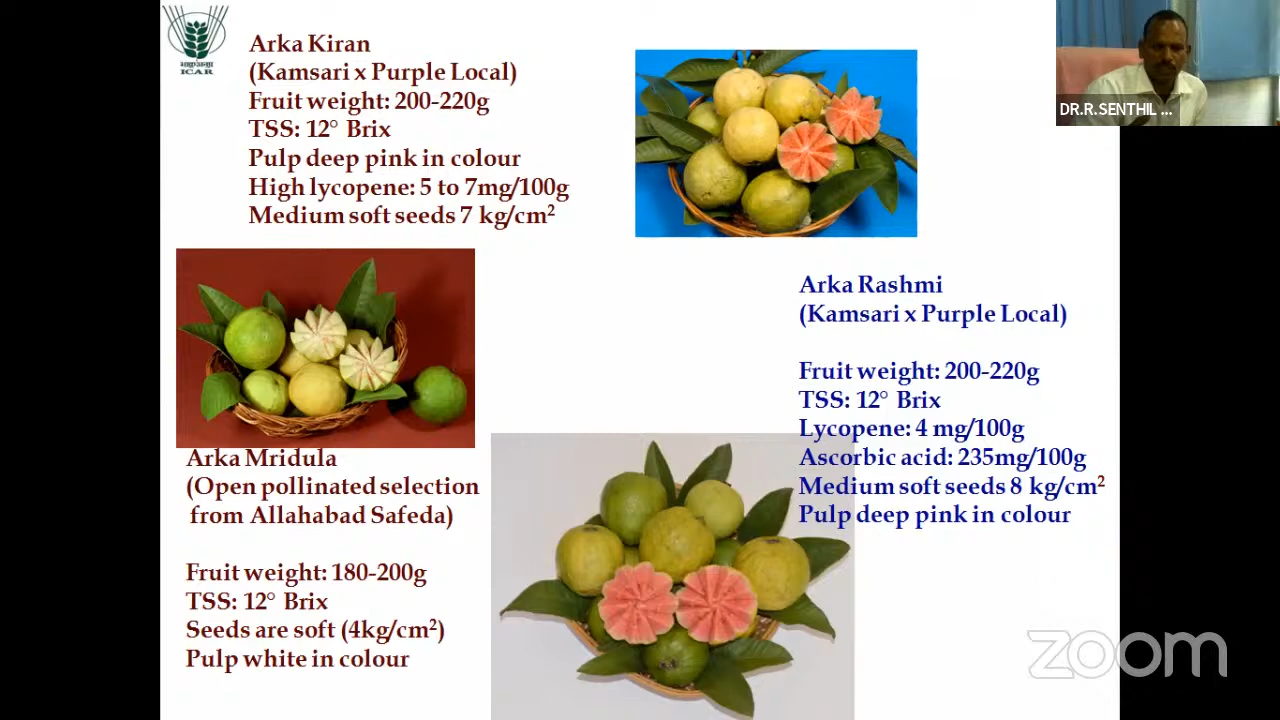 Arka Kiran
(Kamsari x Purple Local)
Fruit weight: 200-220g
TSS: 12° Brix
Pulp deep pink in colour
High lycopene: 5 to 7mg/100g
Medium soft seeds 7 kg/cm²
ICAR
DR.R.SENTHIL ...
Arka Rashmi
(Kamsari x Purple Local)
Fruit weight: 200-220g
TSS: 12° Brix
Lycopene: 4 mg/100g
Ascorbic acid: 235mg/100g
Medium soft seeds 8 kg/cm²
Pulp deep pink in colour
Arka Mridula
(Open pollinated selection
from Allahabad Safeda)
Fruit weight: 180-200g
TSS: 12° Brix
Seeds are soft (4kg/cm²)
Pulp white in colour
zoom